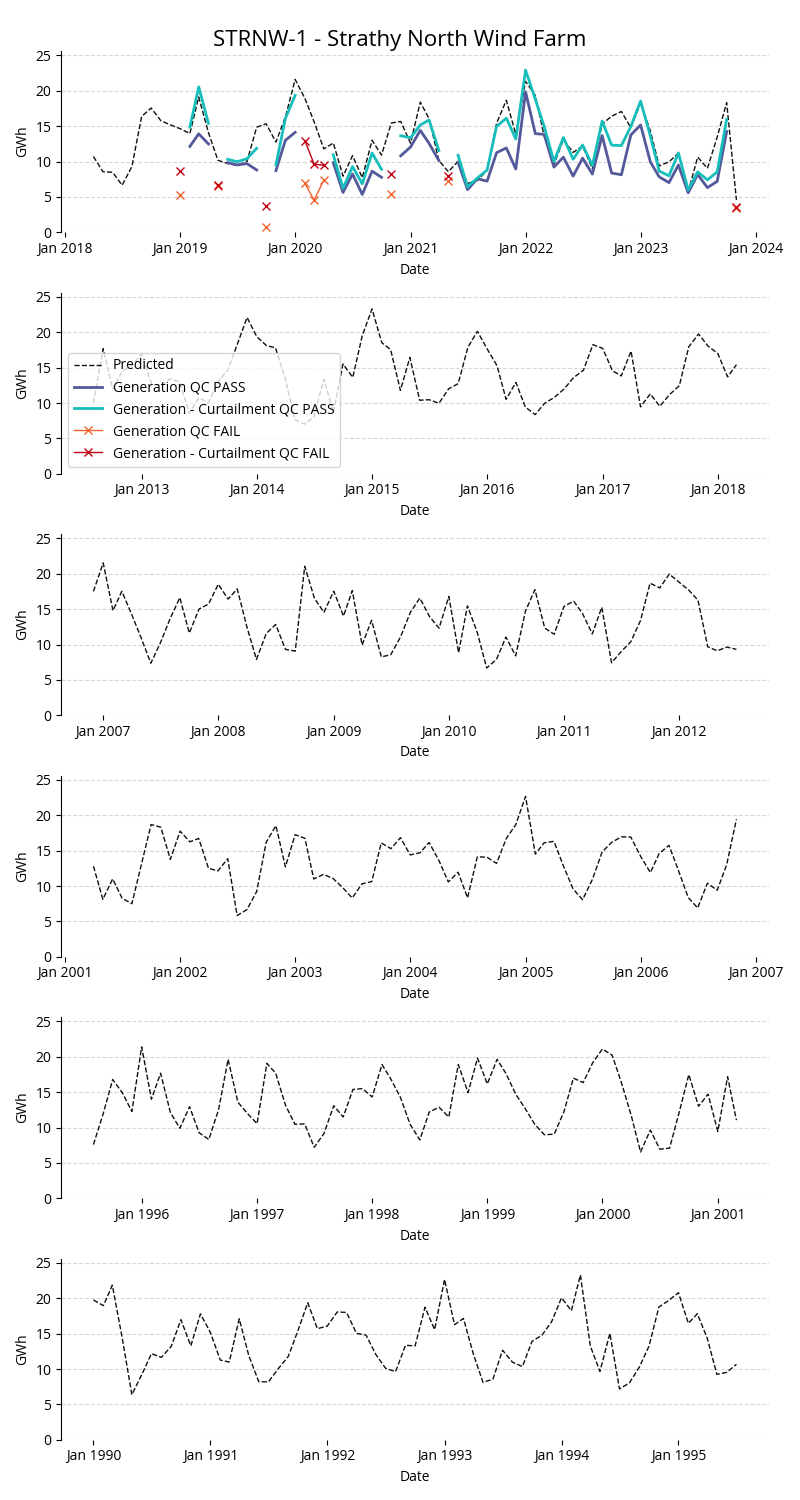 STRNW-1 - Strathy North Wind Farm
25
20
15
10
5
0
GWh
Jan 2018 Jan 2019 Jan 2020 Jan 2021 Jan 2022 Jan 2023 Jan 2024
Date
25
20
15
10
5
0
GWh
Predicted
Generation QC PASS
Generation - Curtailment QC PASS
Generation QC FAIL
Generation - Curtailment QC FAIL
Jan 2013 Jan 2014 Jan 2015 Jan 2016 Jan 2017 Jan 2018
Date
25
20
15
10
5
0
GWh
Jan 2007 Jan 2008 Jan 2009 Jan 2010 Jan 2011 Jan 2012
Date
25
20
15
10
5
0
GWh
Jan 2001 Jan 2002 Jan 2003 Jan 2004 Jan 2005 Jan 2006 Jan 2007
Date
25
20
15
10
5
0
GWh
Jan 1996 Jan 1997 Jan 1998 Jan 1999 Jan 2000 Jan 2001
Date
25
20
15
10
5
0
GWh
Jan 1990 Jan 1991 Jan 1992 Jan 1993 Jan 1994 Jan 1995
Date